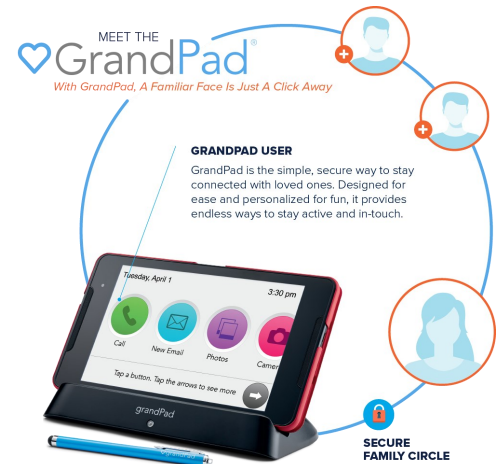 MEET THE
GrandPad®
With GrandPad, A Familiar Face Is Just A Click Away
GRANDPAD USER
GrandPad is the simple, secure way to stay
connected with loved ones. Designed for
ease and personalized for fun, it provides
endless ways to stay active and in-touch.
Tuesday, April 1
3:30 pm
Call
New Email
Photos
Camer
Tap a button. Tap the arrows to see more
grandPad
SECURE
FAMILY CIRCLE